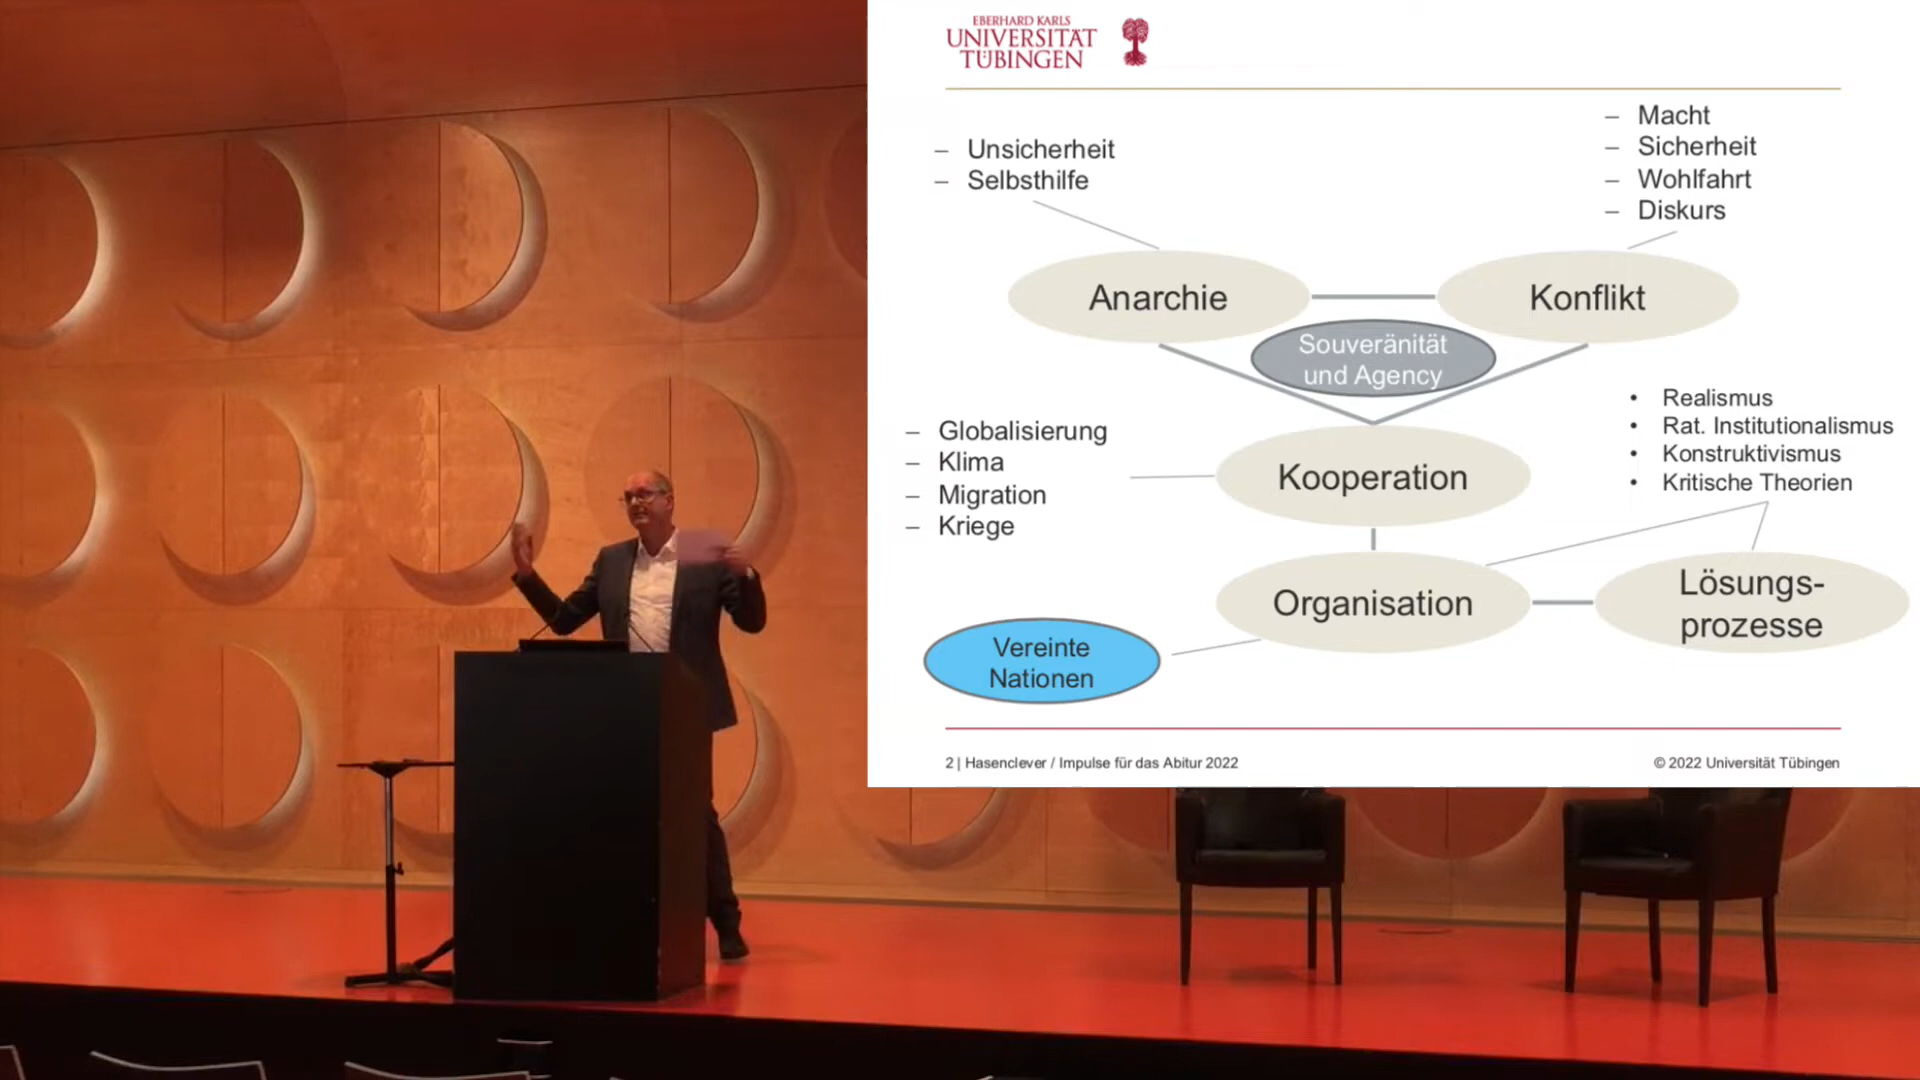 EBERHARD KARLS
UNIVERSITÄT
TÜBINGEN
– Unsicherheit
– Selbsthilfe
– Macht
– Sicherheit
– Wohlfahrt
– Diskurs
Anarchie
Konflikt
Souveränität
und Agency
– Globalisierung
– Klima
– Migration
– Kriege
Kooperation
• Realismus
• Rat. Institutionalismus
• Konstruktivismus
• Kritische Theorien
Organisation
Lösungs-
prozesse
Vereinte
Nationen
2 | Hasenclever / Impulse für das Abitur 2022
© 2022 Universität Tübingen